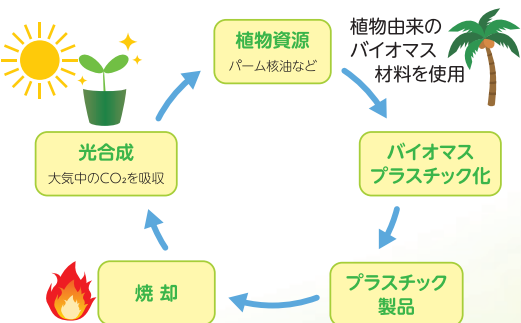 植物資源
パーム核油など
植物由来の
バイオマス
材料を使用
バイオマス
プラスチック化
プラスチック
製品
焼却
光合成
大気中のCO₂を吸収